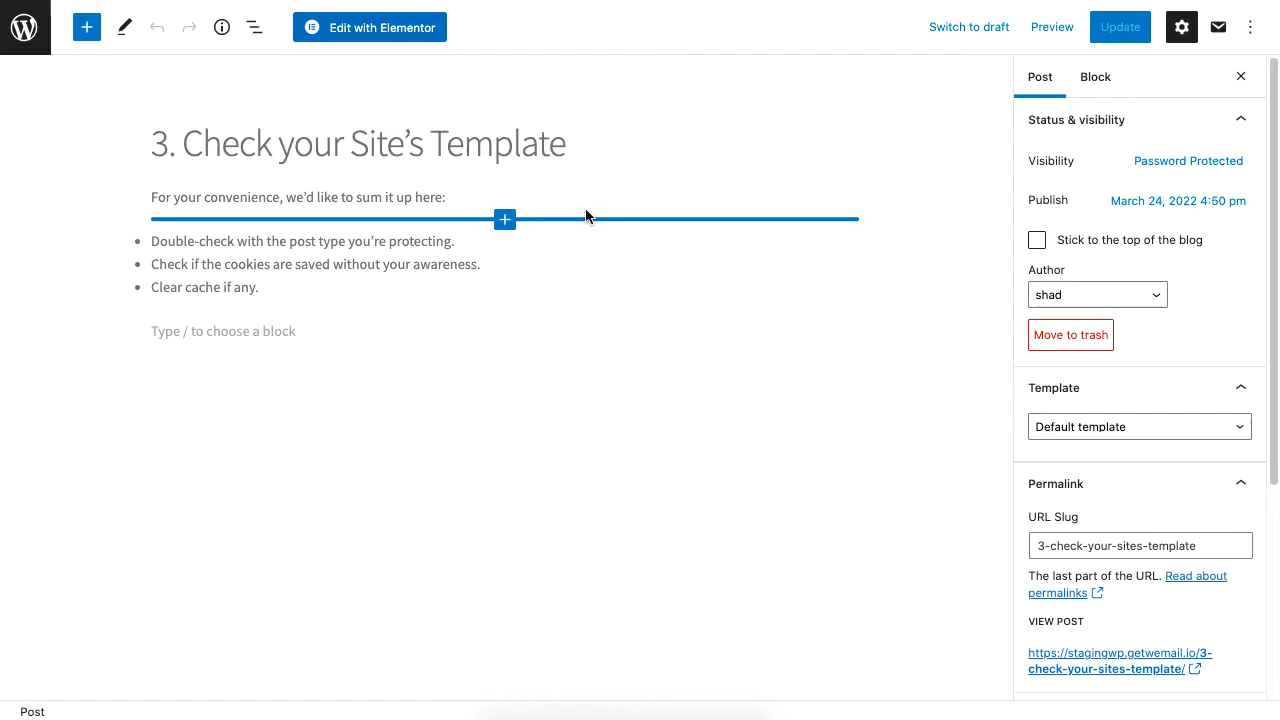 Edit with Elementor
Switch to draft
Preview
Update
3. Check your Site’s Template
For your convenience, we’d like to sum it up here:
Double-check with the post type you’re protecting.
Check if the cookies are saved without your awareness.
Clear cache if any.
Type / to choose a block
Post
Block
Status & visibility
Visibility
Password Protected
Publish
March 24, 2022 4:50 pm
Stick to the top of the blog
Author
shad
Move to trash
Template
Default template
Permalink
URL Slug
3-check-your-sites-template
The last part of the URL. Read about
permalinks
VIEW POST
https://stagingwp.getwemail.io/3-
check-your-sites-template/
Post